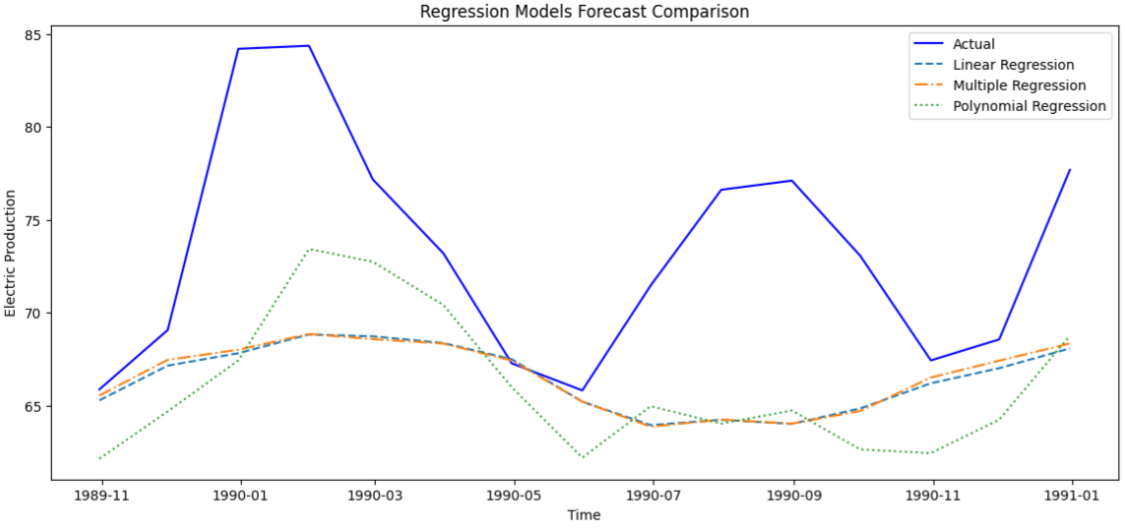 Regression Models Forecast Comparison
Actual
Linear Regression
Multiple Regression
Polynomial Regression
Electric Production
85
80
75
70
65
1989-11 1990-01 1990-03 1990-05 1990-07 1990-09 1990-11 1991-01
Time